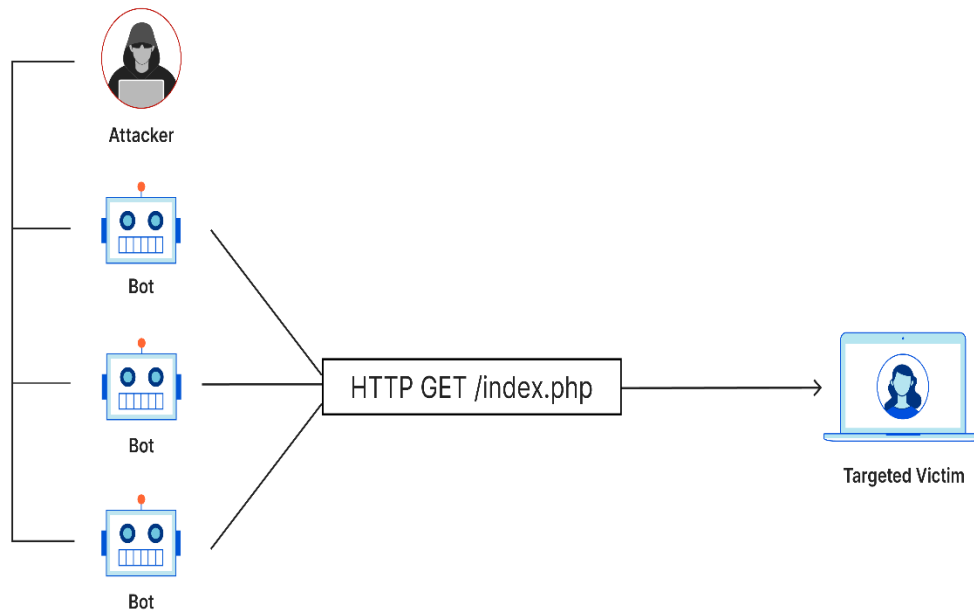 Attacker
Bot
Bot
HTTP GET /index.php
Bot
Targeted Victim